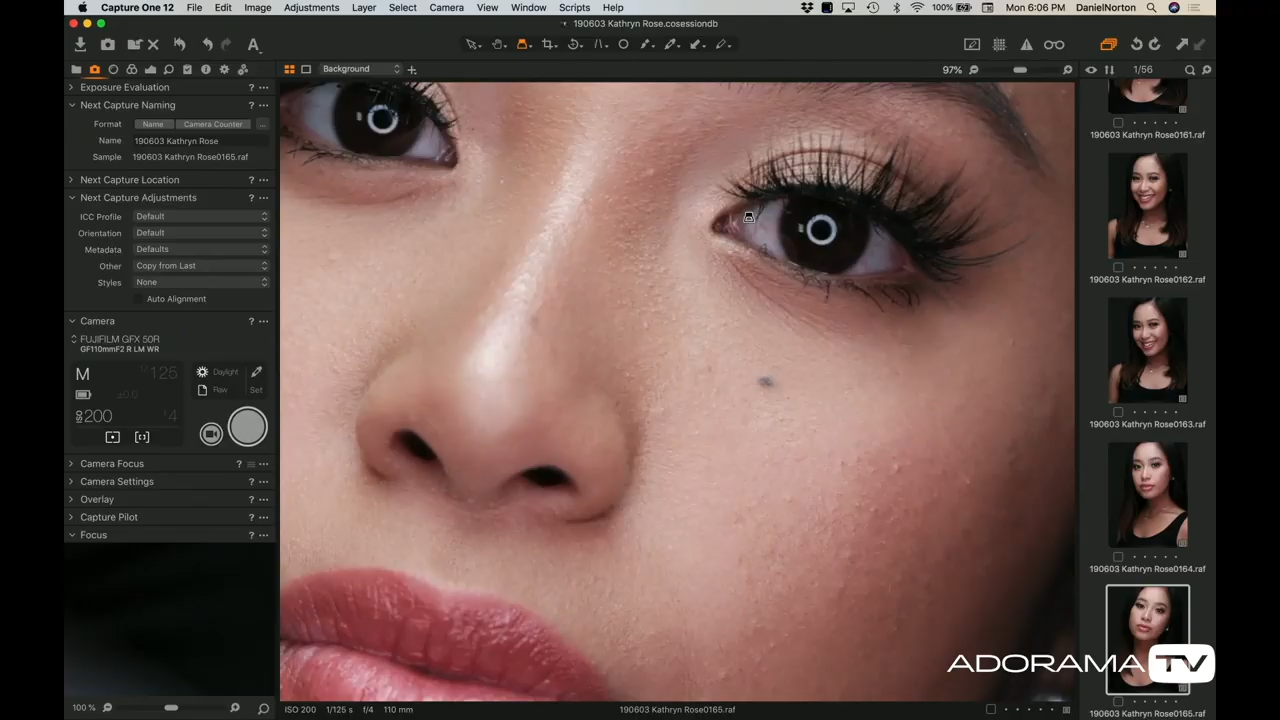 Capture One 12 File Edit View Image Adjustments Layer Select Camera View Window Scripts Help 100% Mon 6:06 PM DanielNorton
190603 Kathryn Rose.cosessiondb
Background 97% 1/56
Exposure Evaluation ?
Next Capture Naming ?
Format Name Camera Counter ...
Name 190603 Kathryn Rose
Sample 190603 Kathryn Rose0165.raf
Next Capture Location ?
Next Capture Adjustments ?
ICC Profile Default
Orientation Default
Metadata Defaults
Other Copy from Last
Styles None
Auto Alignment
Camera ?
FUJIFILM GFX 50R
GF110mmF2 R LM WR
M 1/125 Daylight
±0.0 Raw Set
ISO 200 f/4
Camera Focus ?
Camera Settings ?
Overlay ?
Capture Pilot ?
Focus ?
100 %
ISO 200 1/125 s f/4 110 mm 190603 Kathryn Rose0165.raf
190603 Kathryn Rose0161.raf
190603 Kathryn Rose0162.raf
190603 Kathryn Rose0163.raf
190603 Kathryn Rose0164.raf
190603 Kathryn Rose0165.raf
ADORAMA TV